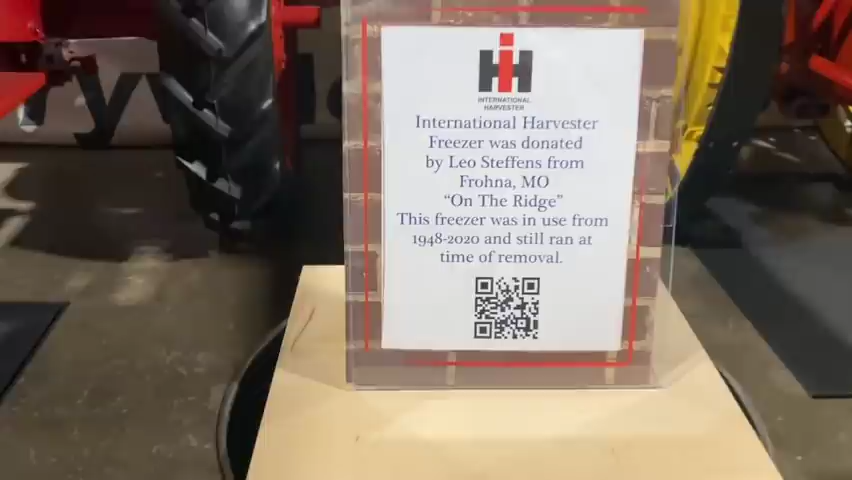 INTERNATIONAL
HARVESTER
International Harvester
Freezer was donated
by Leo Steffens from
Frohna, MO
“On The Ridge”
This freezer was in use from
1948-2020 and still ran at
time of removal.